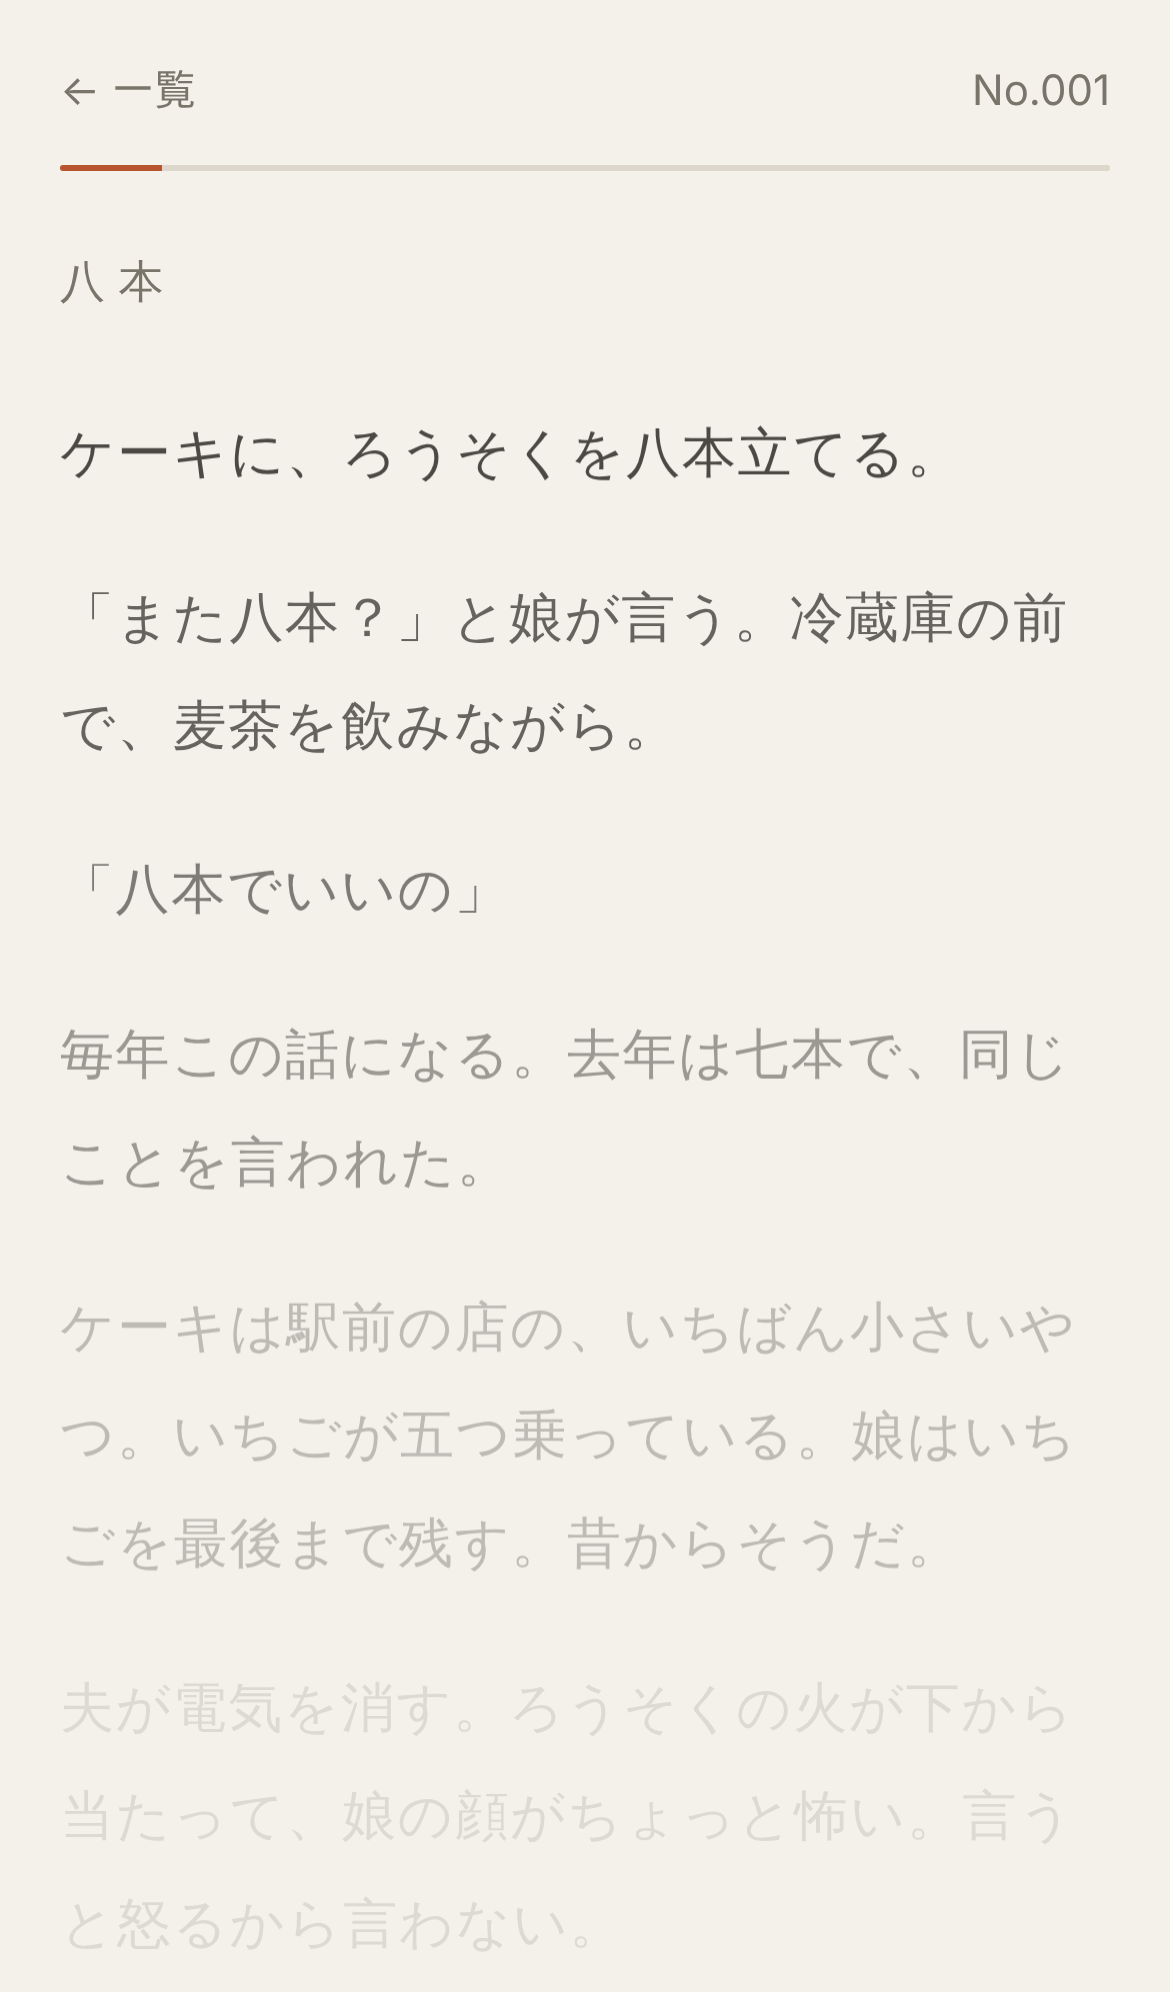 ← 一覧
No.001
八本
ケーキに、ろうそくを八本立てる。
「また八本？」と娘が言う。冷蔵庫の前
で、麦茶を飲みながら。
「八本でいいの」
毎年この話になる。去年は七本で、同じ
ことを言われた。
ケーキは駅前の店の、いちばん小さいや
つ。いちごが五つ乗っている。娘はいち
ごを最後まで残す。昔からそうだ。
夫が電気を消す。ろうそくの火が下から
当たって、娘の顔がちょっと怖い。言う
と怒るから言わない。